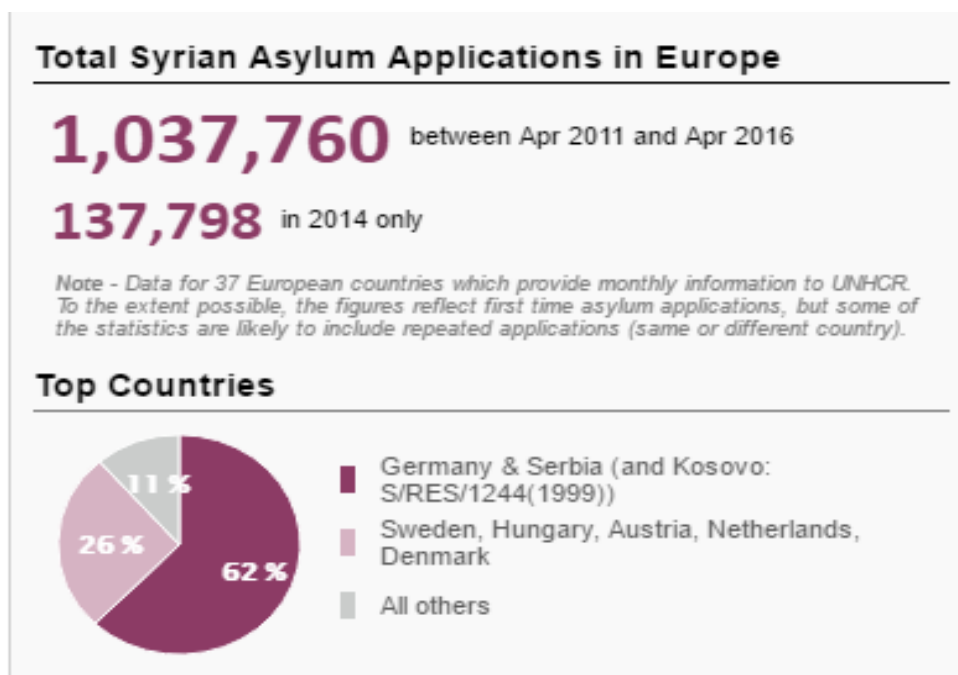 Total Syrian Asylum Applications in Europe
1,037,760 between Apr 2011 and Apr 2016
137,798 in 2014 only
Note - Data for 37 European countries which provide monthly information to UNHCR.
To the extent possible, the figures reflect first time asylum applications, but some of
the statistics are likely to include repeated applications (same or different country).
Top Countries
11 %
26 %
62 %
Germany & Serbia (and Kosovo:
S/RES/1244(1999))
Sweden, Hungary, Austria, Netherlands,
Denmark
All others